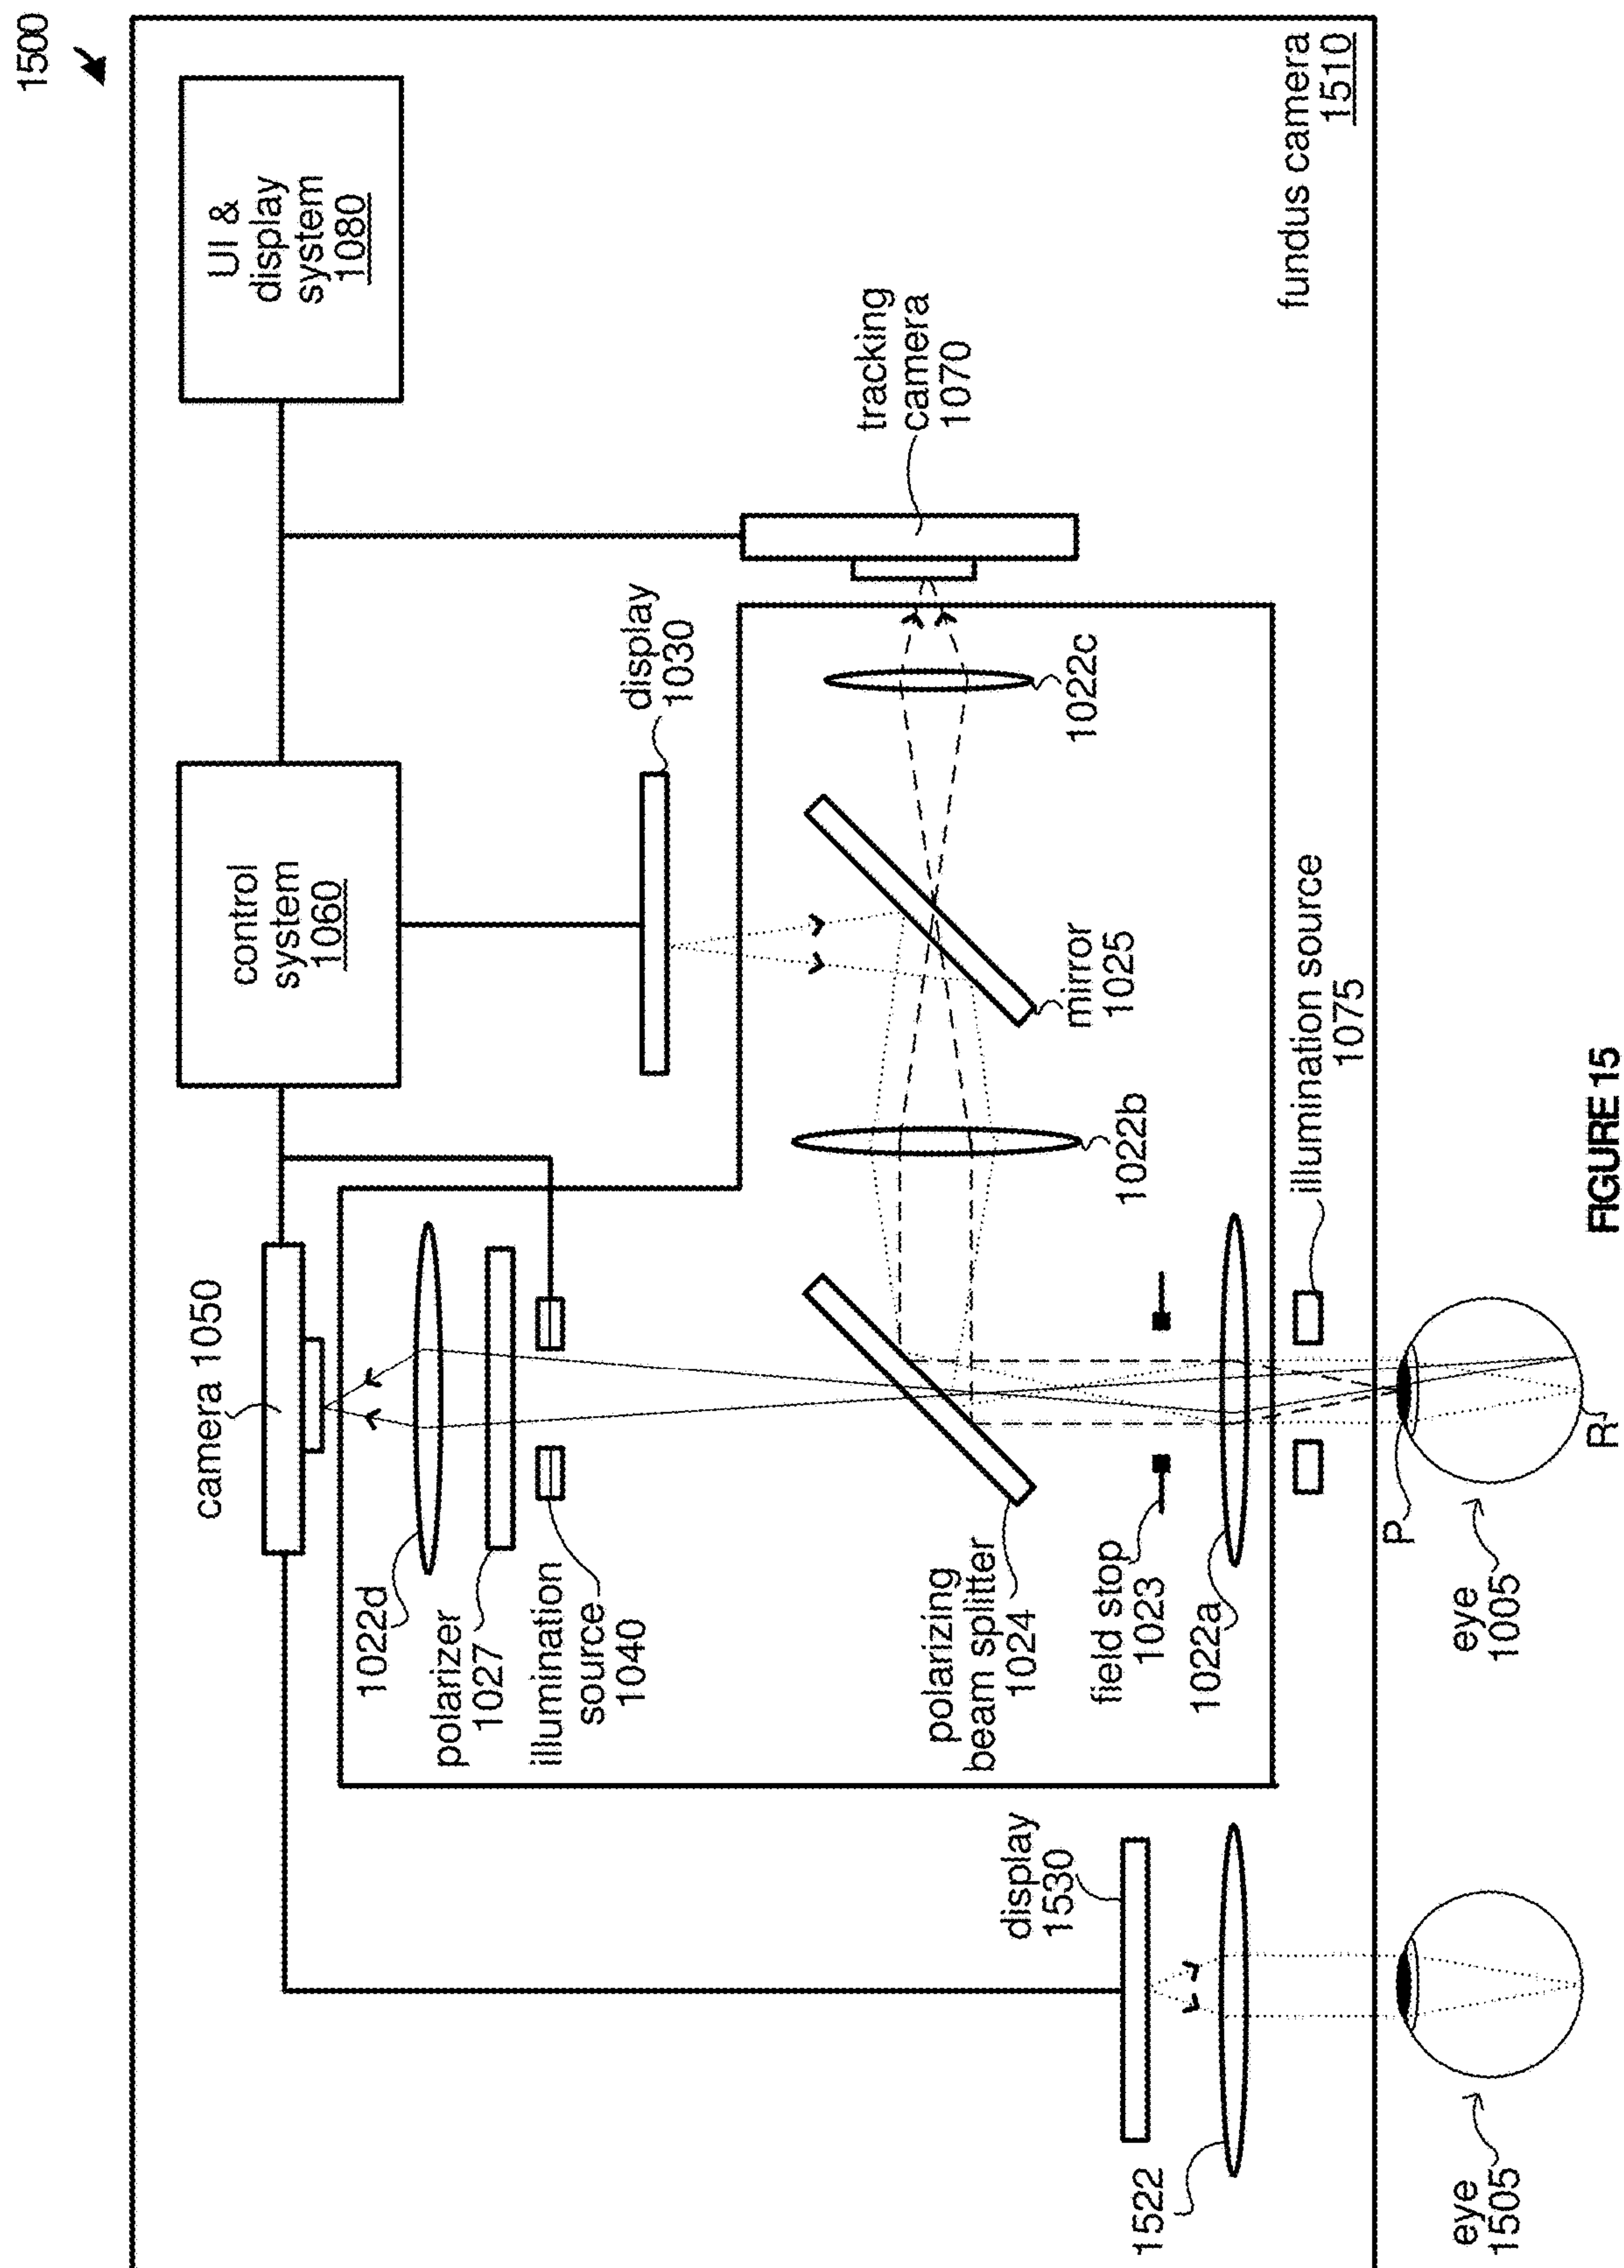 1500
UI &
display
system
1080
control
system
1060
camera 1050
display
1030
tracking
camera
1070
1022d
polarizer
1027
illumination
source
1040
1022b
mirror
1025
1022c
polarizing
beam splitter
1024
field stop
1023
1022a
illumination source
1075
fundus camera
1510
display
1530
1522
eye
1505
eye
1005
P
R
FIGURE 15